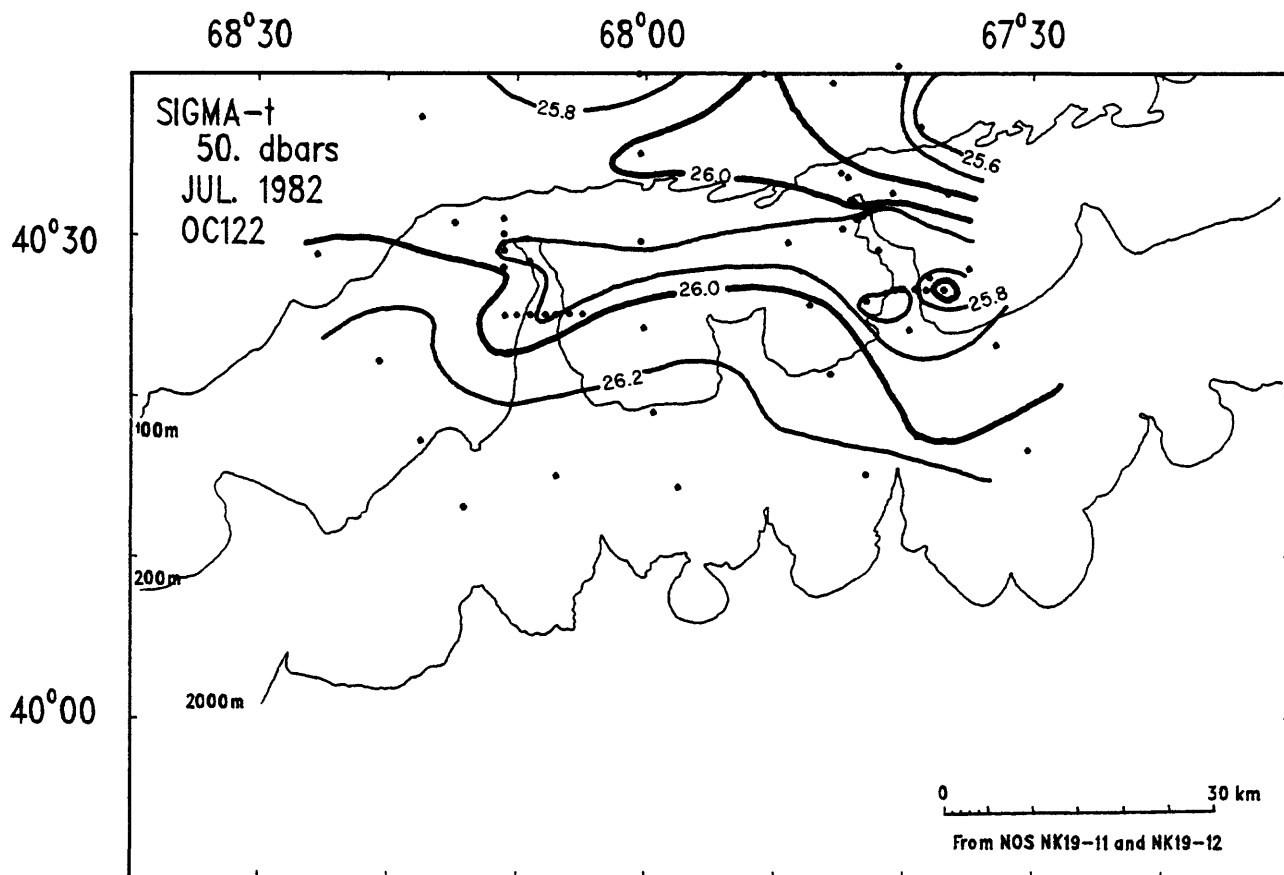 68°30 68°00 67°30
SIGMA-t
50. dbars
JUL. 1982
OC122
25.8
25.6
26.0
40°30
26.0
25.8
26.2
100m
200m
2000m
40°00
0 30 km
From NOS NK19-11 and NK19-12